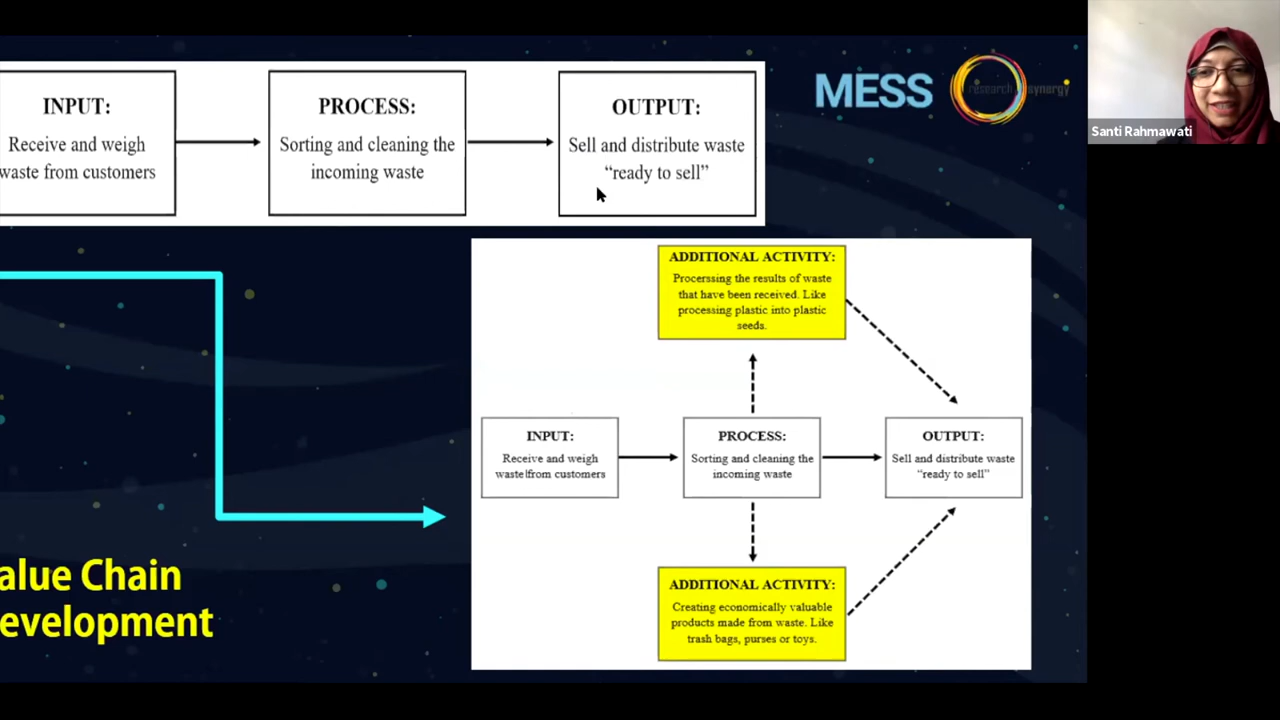 INPUT:
Receive and weigh
waste from customers
PROCESS:
Sorting and cleaning the
incoming waste
OUTPUT:
Sell and distribute waste
“ready to sell”
MESS
research synergy
Santi Rahmawati
ADDITIONAL ACTIVITY:
Procerssing the results of waste
that have been received. Like
processing plastic into plastic
seeds.
INPUT:
Receive and weigh
waste from customers
PROCESS:
Sorting and cleaning the
incoming waste
OUTPUT:
Sell and distribute waste
“ready to sell”
alue Chain
evelopment
ADDITIONAL ACTIVITY:
Creating economically valuable
products made from waste. Like
trash bags, purses or toys.